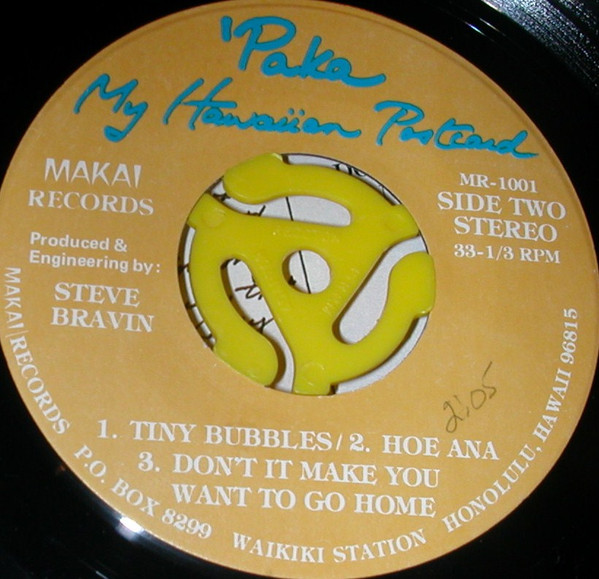 'Paka
My Hawaiian Postcard
MAKAI
RECORDS
Produced &
Engineering by:
STEVE
BRAVIN
MR-1001
SIDE TWO
STEREO
33-1/3 RPM
2:05
1. TINY BUBBLES/2. HOE ANA
3. DON'T IT MAKE YOU
WANT TO GO HOME
MAKAI RECORDS P.O. BOX 8299 WAIKIKI STATION HONOLULU, HAWAII 96815